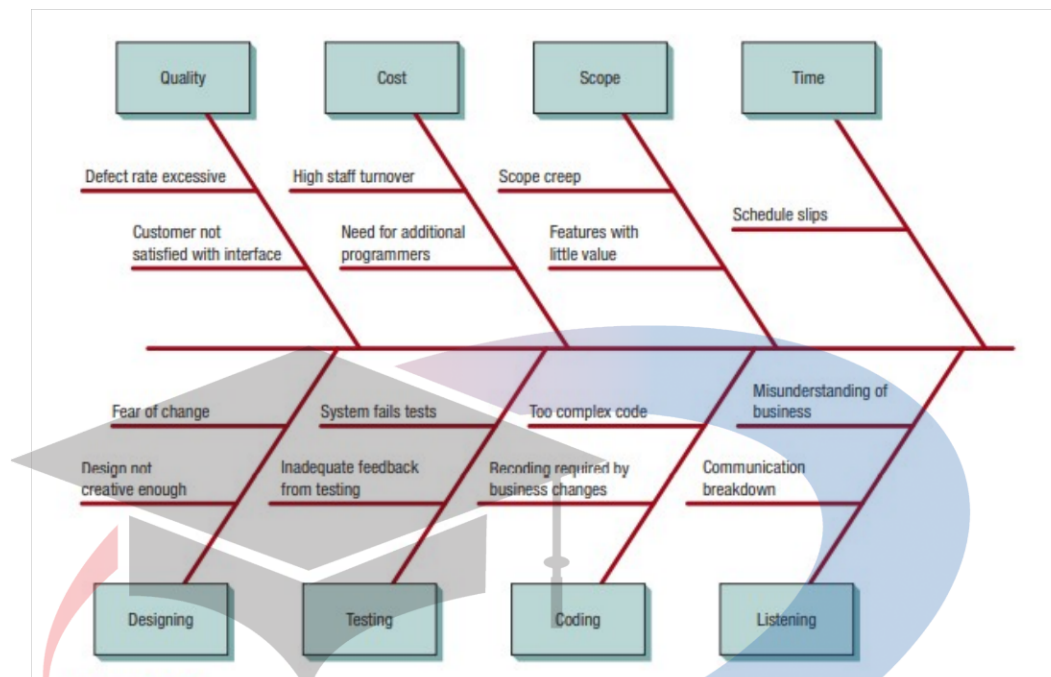 Quality
Cost
Scope
Time
Defect rate excessive
High staff turnover
Scope creep
Schedule slips
Customer not
satisfied with interface
Need for additional
programmers
Features with
little value
Fear of change
System fails tests
Too complex code
Misunderstanding of
business
Design not
creative enough
Inadequate feedback
from testing
Recoding required by
business changes
Communication
breakdown
Designing
Testing
Coding
Listening